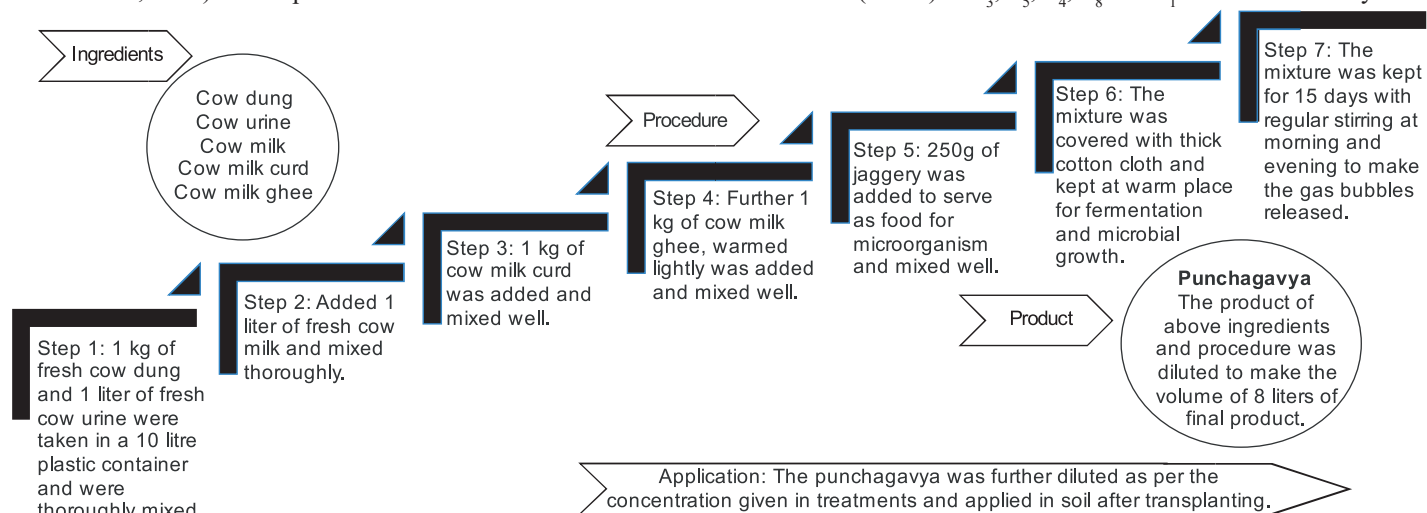 Ingredients
Cow dung
Cow urine
Cow milk
Cow milk curd
Cow milk ghee
Procedure
Step 1: 1 kg of
fresh cow dung
and 1 liter of fresh
cow urine were
taken in a 10 litre
plastic container
and were
thoroughly mixed
Step 2: Added 1
liter of fresh cow
milk and mixed
thoroughly.
Step 3: 1 kg of
cow milk curd
was added and
mixed well.
Step 4: Further 1
kg of cow milk
ghee, warmed
lightly was added
and mixed well.
Step 5: 250g of
jaggery was
added to serve
as food for
microorganism
and mixed well.
Step 6: The
mixture was
covered with thick
cotton cloth and
kept at warm place
for fermentation
and microbial
growth.
Step 7: The
mixture was kept
for 15 days with
regular stirring at
morning and
evening to make
the gas bubbles
released.
Product
Punchagavya
The product of
above ingredients
and procedure was
diluted to make the
volume of 8 liters of
final product.
Application: The punchagavya was further diluted as per the
concentration given in treatments and applied in soil after transplanting.